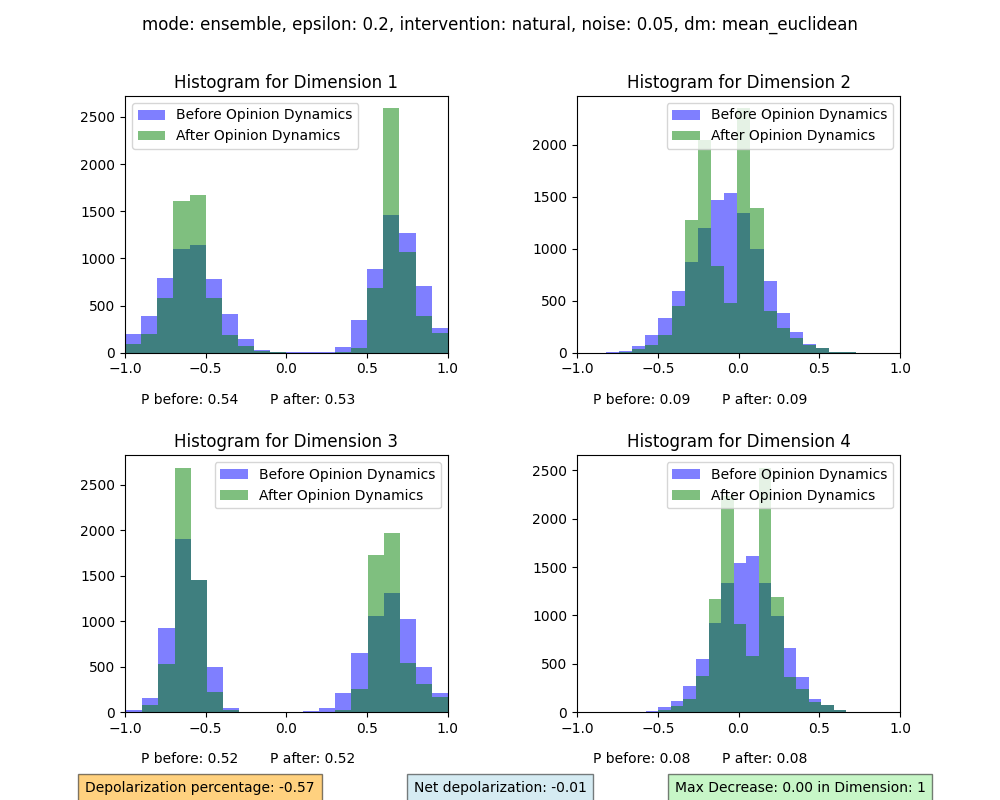 mode: ensemble, epsilon: 0.2, intervention: natural, noise: 0.05, dm: mean_euclidean
Histogram for Dimension 1
Before Opinion Dynamics
After Opinion Dynamics
2500
2000
1500
1000
500
0
−1.0 −0.5 0.0 0.5 1.0
P before: 0.54 P after: 0.53
Histogram for Dimension 2
Before Opinion Dynamics
After Opinion Dynamics
2000
1500
1000
500
0
−1.0 −0.5 0.0 0.5 1.0
P before: 0.09 P after: 0.09
Histogram for Dimension 3
Before Opinion Dynamics
After Opinion Dynamics
2500
2000
1500
1000
500
0
−1.0 −0.5 0.0 0.5 1.0
P before: 0.52 P after: 0.52
Histogram for Dimension 4
Before Opinion Dynamics
After Opinion Dynamics
2500
2000
1500
1000
500
0
−1.0 −0.5 0.0 0.5 1.0
P before: 0.08 P after: 0.08
Depolarization percentage: -0.57
Net depolarization: -0.01
Max Decrease: 0.00 in Dimension: 1